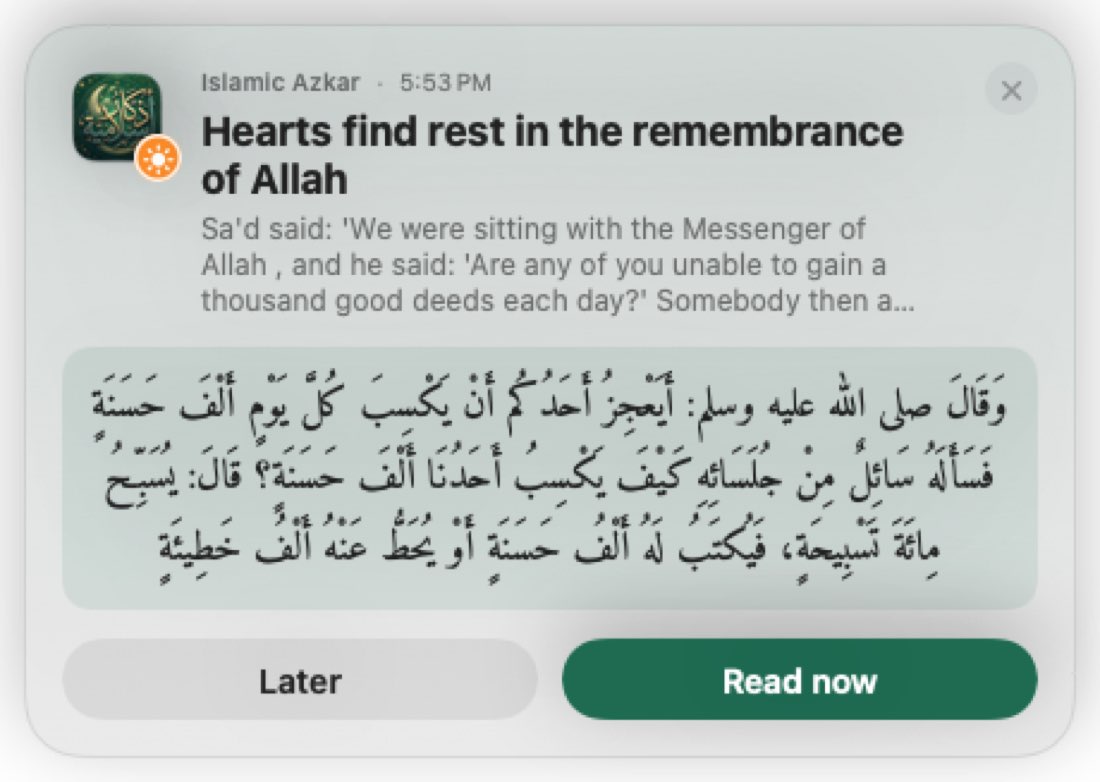 Islamic Azkar · 5:53 PM
Hearts find rest in the remembrance
of Allah
Sa'd said: 'We were sitting with the Messenger of
Allah , and he said: 'Are any of you unable to gain a
thousand good deeds each day?' Somebody then a...
وَقَالَ صلى الله عليه وسلم: أَيَعْجِزُ أَحَدُكُمْ أَنْ يَكْسِبَ كُلَّ يَوْمٍ أَلْفَ حَسَنَةٍ
فَسَأَلَهُ سَائِلٌ مِنْ جُلَسَائِهِ كَيْفَ يَكْسِبُ أَحَدُنَا أَلْفَ حَسَنَةٍ؟ قَالَ: يُسَبِّحُ
مِائَةَ تَسْبِيحَةٍ، فَيُكْتَبُ لَهُ أَلْفُ حَسَنَةٍ أَوْ يُحَطُّ عَنْهُ أَلْفُ خَطِيئَةٍ
Later
Read now